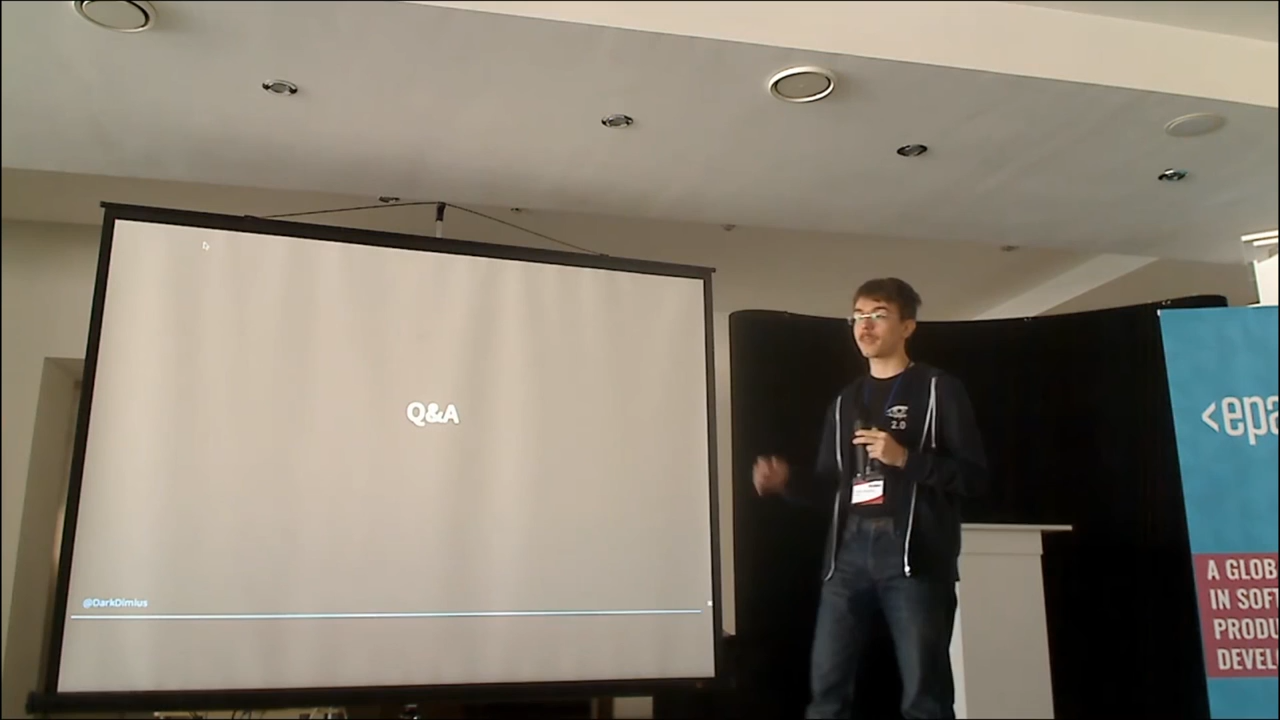 Q&A
@DarkDimius
2.0
<epa
A GLOB
IN SOFT
PRODU
DEVEL